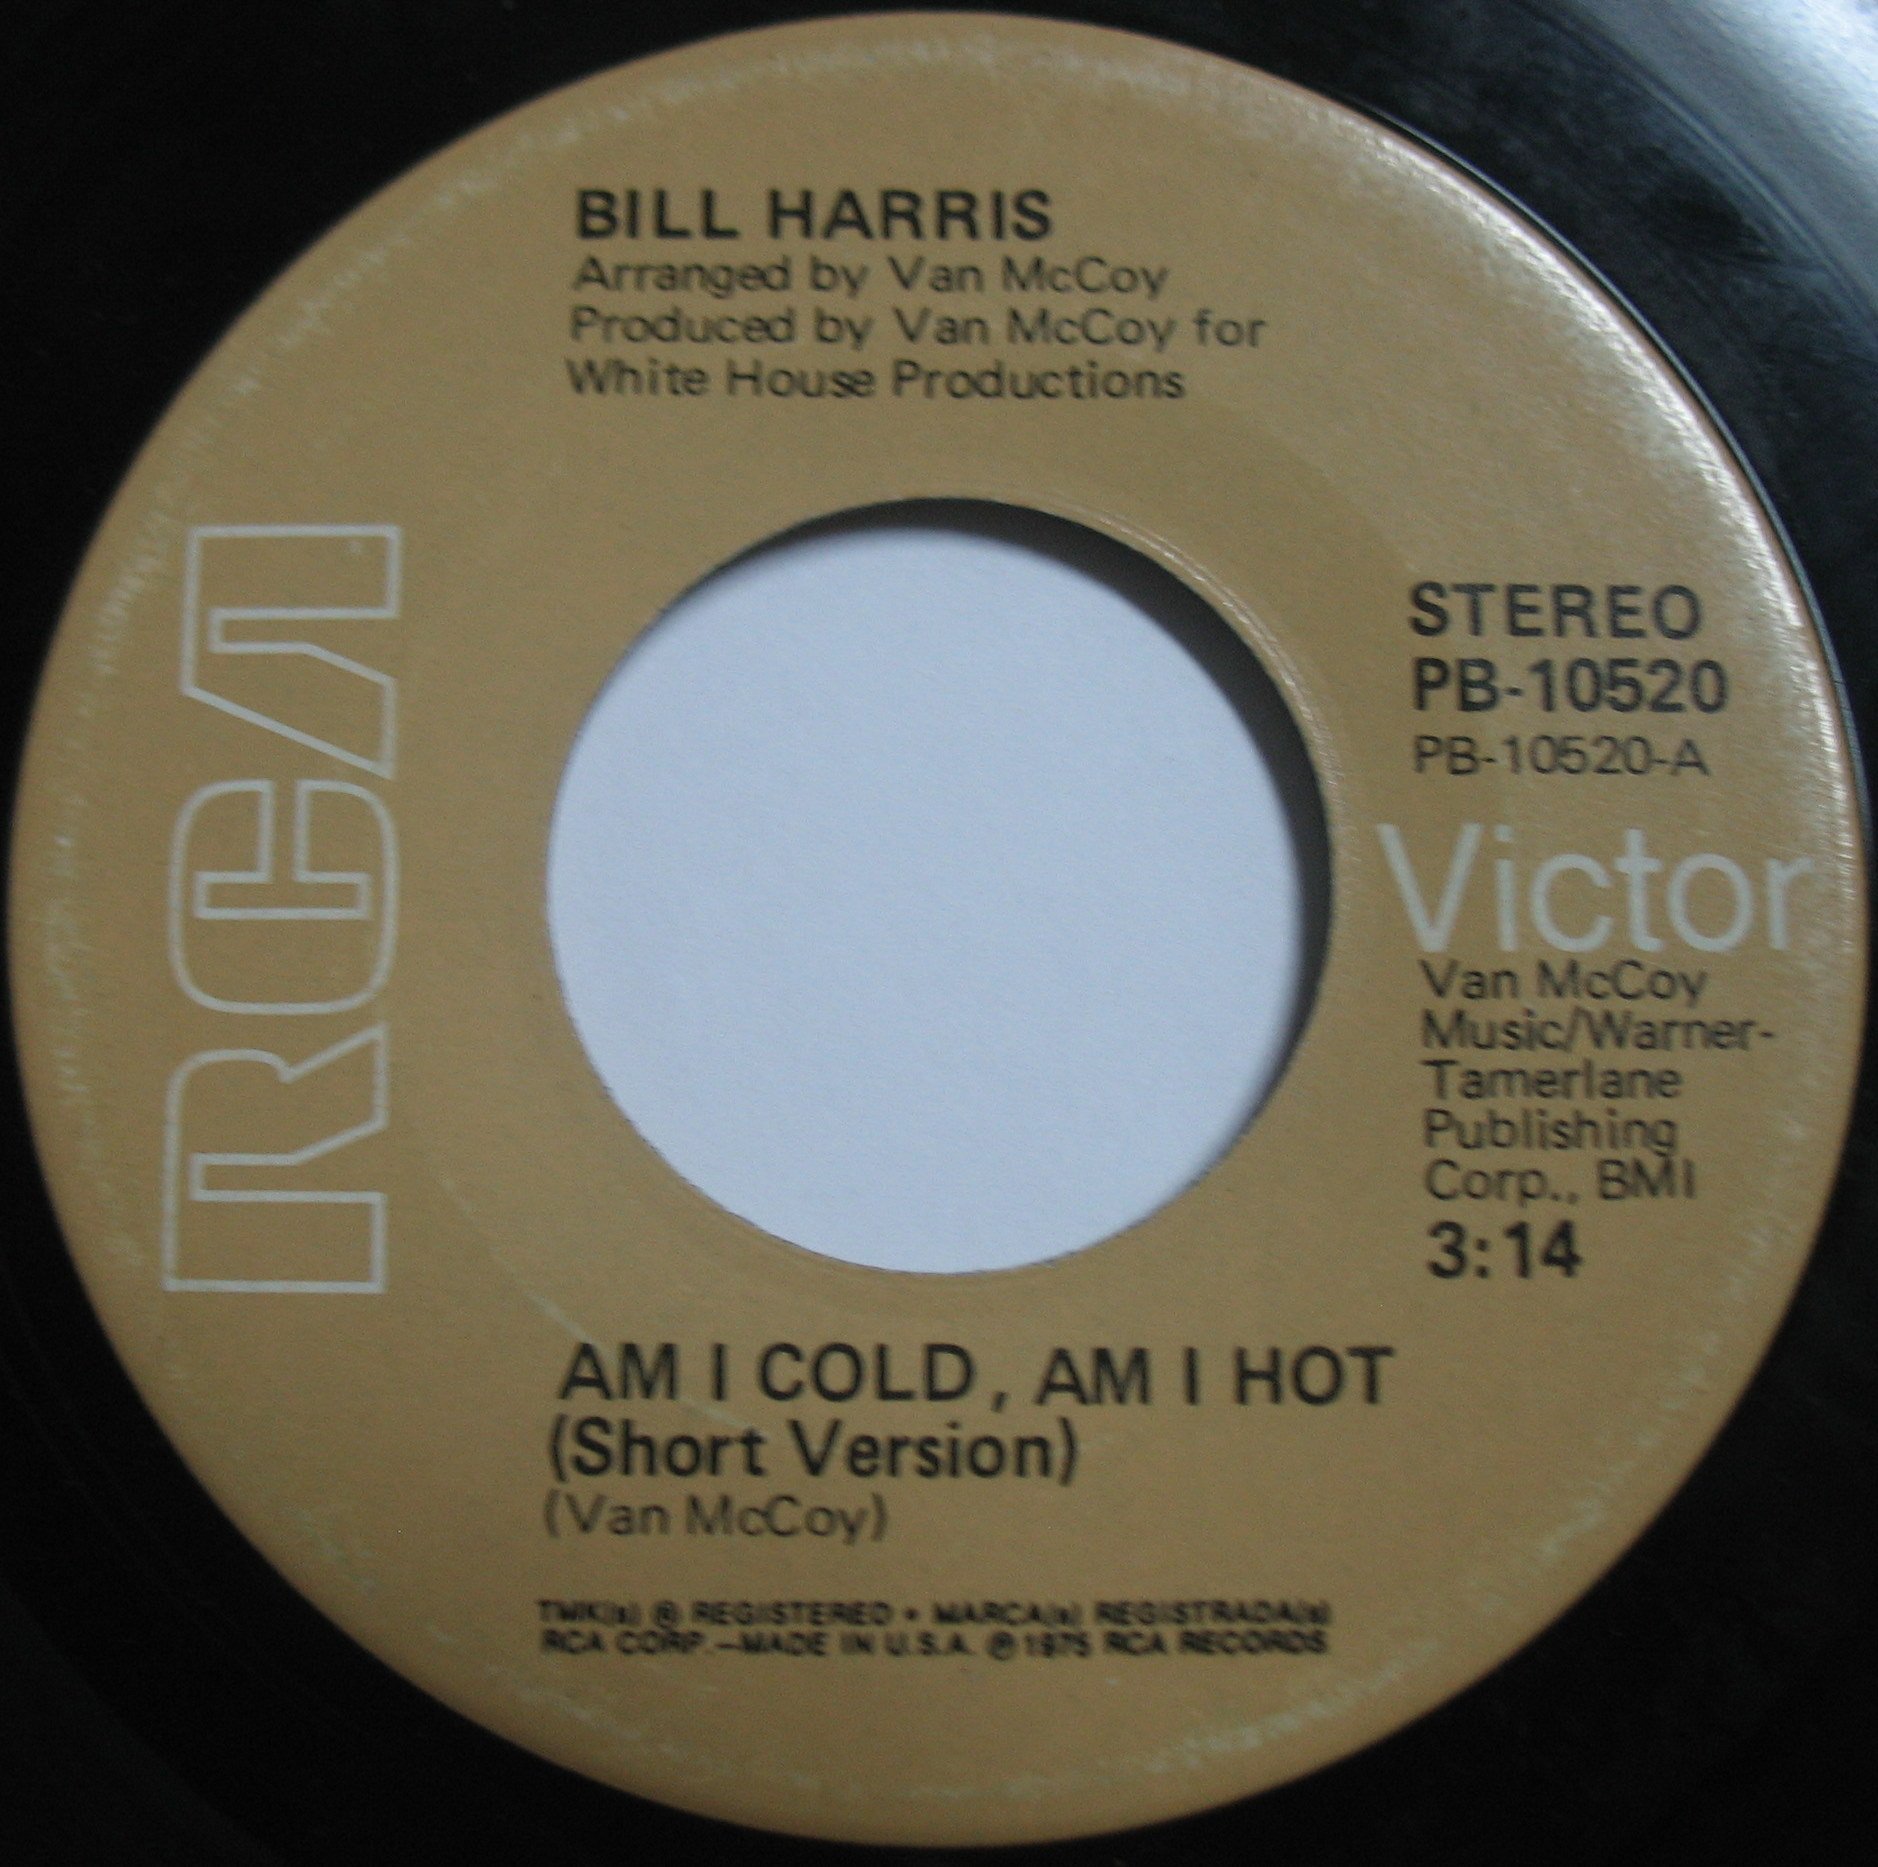 BILL HARRIS
Arranged by Van McCoy
Produced by Van McCoy for
White House Productions
RCA
STEREO
PB-10520
PB-10520-A
Victor
Van McCoy
Music/Warner-
Tamerlane
Publishing
Corp., BMI
3:14
AM I COLD, AM I HOT
(Short Version)
(Van McCoy)
TMK(s) ® REGISTERED • MARCA(s) REGISTRADA(s)
RCA CORP.—MADE IN U.S.A. ℗ 1975 RCA RECORDS